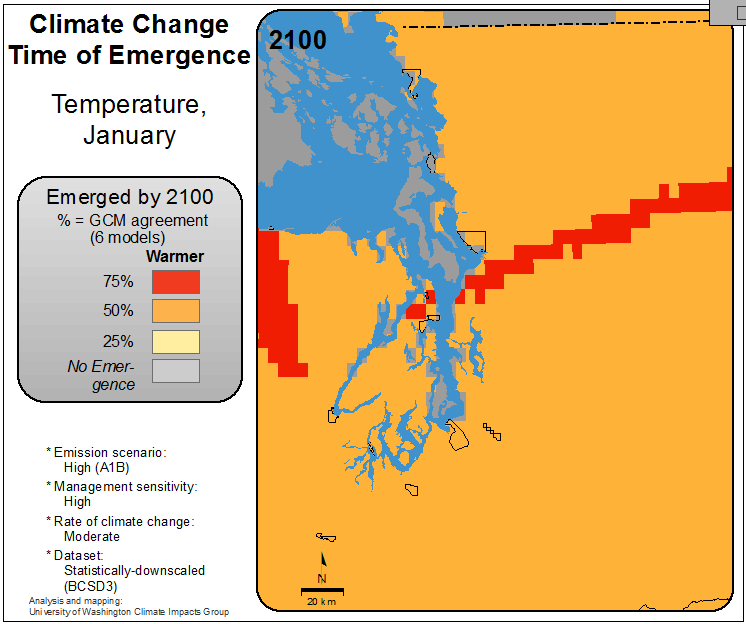 Climate Change
Time of Emergence
Temperature,
January
Emerged by 2100
% = GCM agreement
(6 models)
Warmer
75%
50%
25%
No Emer-
gence
* Emission scenario:
High (A1B)
* Management sensitivity:
High
* Rate of climate change:
Moderate
* Dataset:
Statistically-downscaled
(BCSD3)
Analysis and mapping:
University of Washington Climate Impacts Group
2100
N
20 km